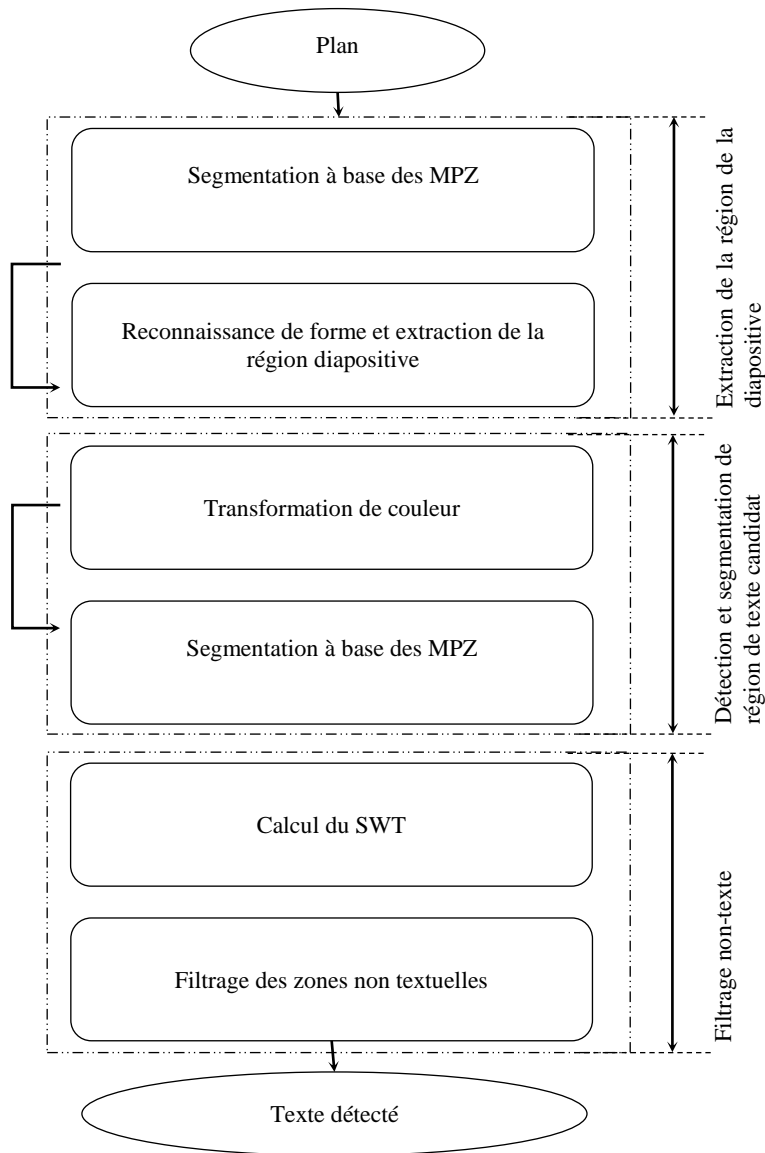 Plan
Segmentation à base des MPZ
Reconnaissance de forme et extraction de la
région diapositive
Extraction de la région de la
diapositive
Transformation de couleur
Segmentation à base des MPZ
Détection et segmentation de
région de texte candidat
Calcul du SWT
Filtrage des zones non textuelles
Filtrage non-texte
Texte détecté